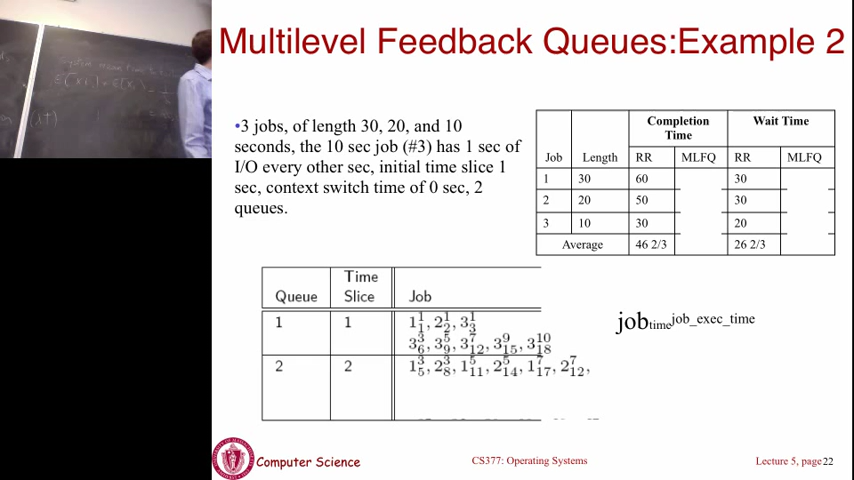 Multilevel Feedback Queues:Example 2
•3 jobs, of length 30, 20, and 10
seconds, the 10 sec job (#3) has 1 sec of
I/O every other sec, initial time slice 1
sec, context switch time of 0 sec, 2
queues.
Completion Time Wait Time
Job Length RR MLFQ RR MLFQ
1 30 60 30
2 20 50 30
3 10 30 20
Average 46 2/3 26 2/3
Queue Time Slice Job
1 1 1₁¹, 2₂¹, 3₃¹
3₆³, 3₉⁵, 3₁₂⁷, 3₁₅⁹, 3₁₈¹⁰
2 2 1₅³, 2₈³, 1₁₁⁵, 2₁₄⁵, 1₁₇⁷, 2₁₂⁷,
job time job_exec_time
Computer Science
CS377: Operating Systems
Lecture 5, page 22